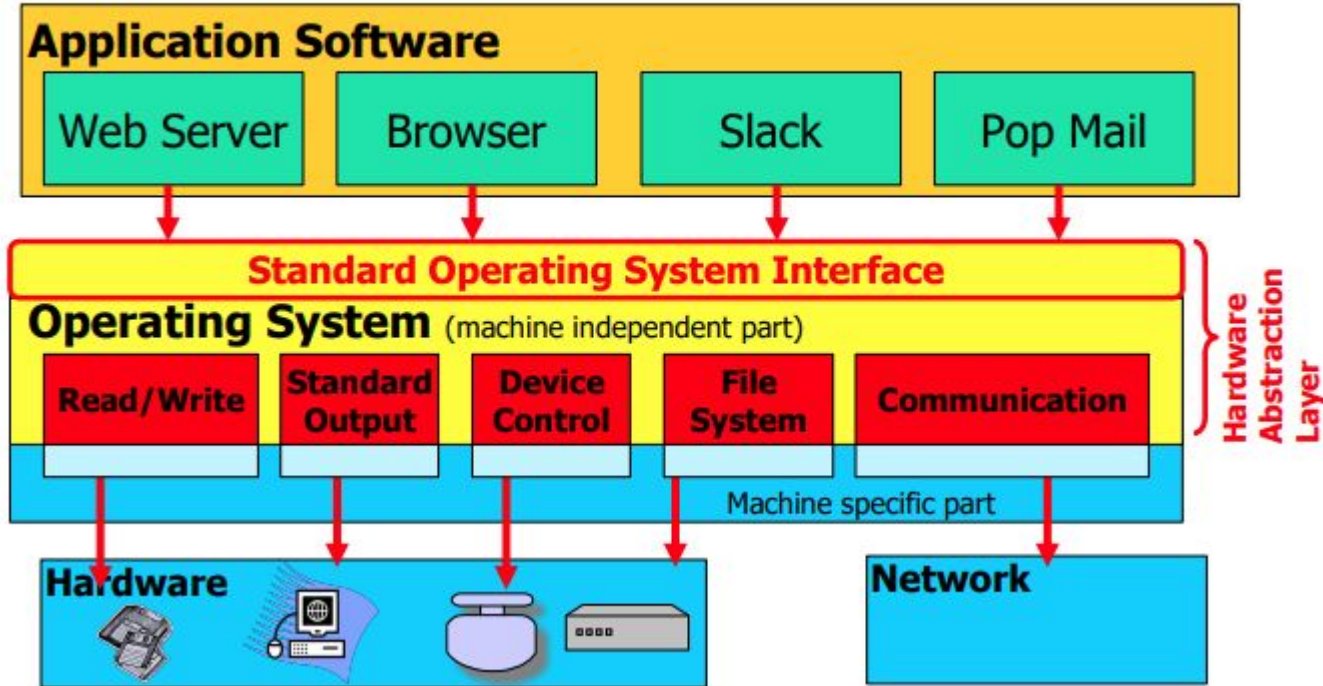 Application Software
Web Server
Browser
Slack
Pop Mail
Standard Operating System Interface
Operating System (machine independent part)
Read/Write
Standard
Output
Device
Control
File
System
Communication
Hardware
Abstraction
Layer
Machine specific part
Hardware
Network